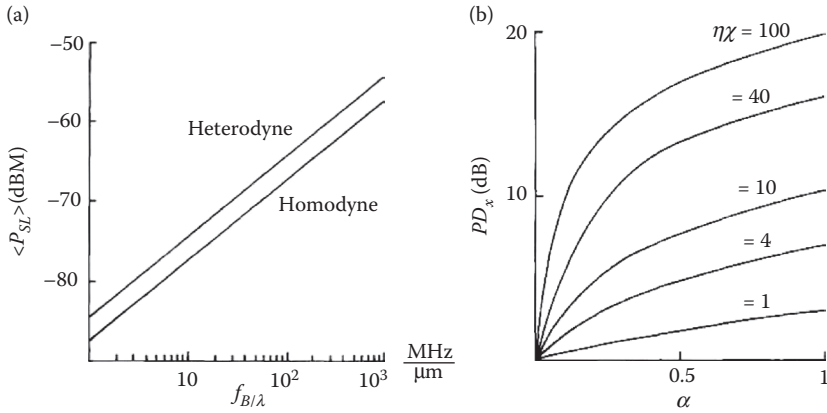 (a)
−50
−60
−70
−80
<P_SL>(dBM)
Heterodyne
Homodyne
10
10²
10³
MHz
μm
f_B/λ
(b)
20
10
PD_x (dB)
ηχ = 100
= 40
= 10
= 4
= 1
0.5
1
α